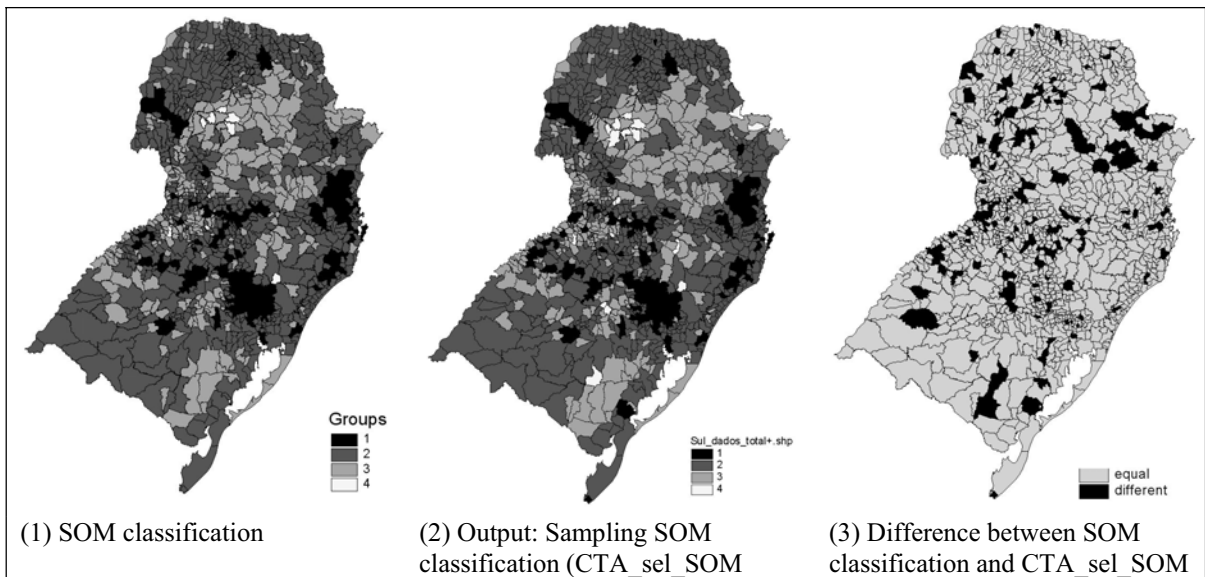 Groups
1
2
3
4
Sul_dados_total+.shp
1
2
3
4
equal
different
(1) SOM classification
(2) Output: Sampling SOM
classification (CTA_sel_SOM
(3) Difference between SOM
classification and CTA_sel_SOM